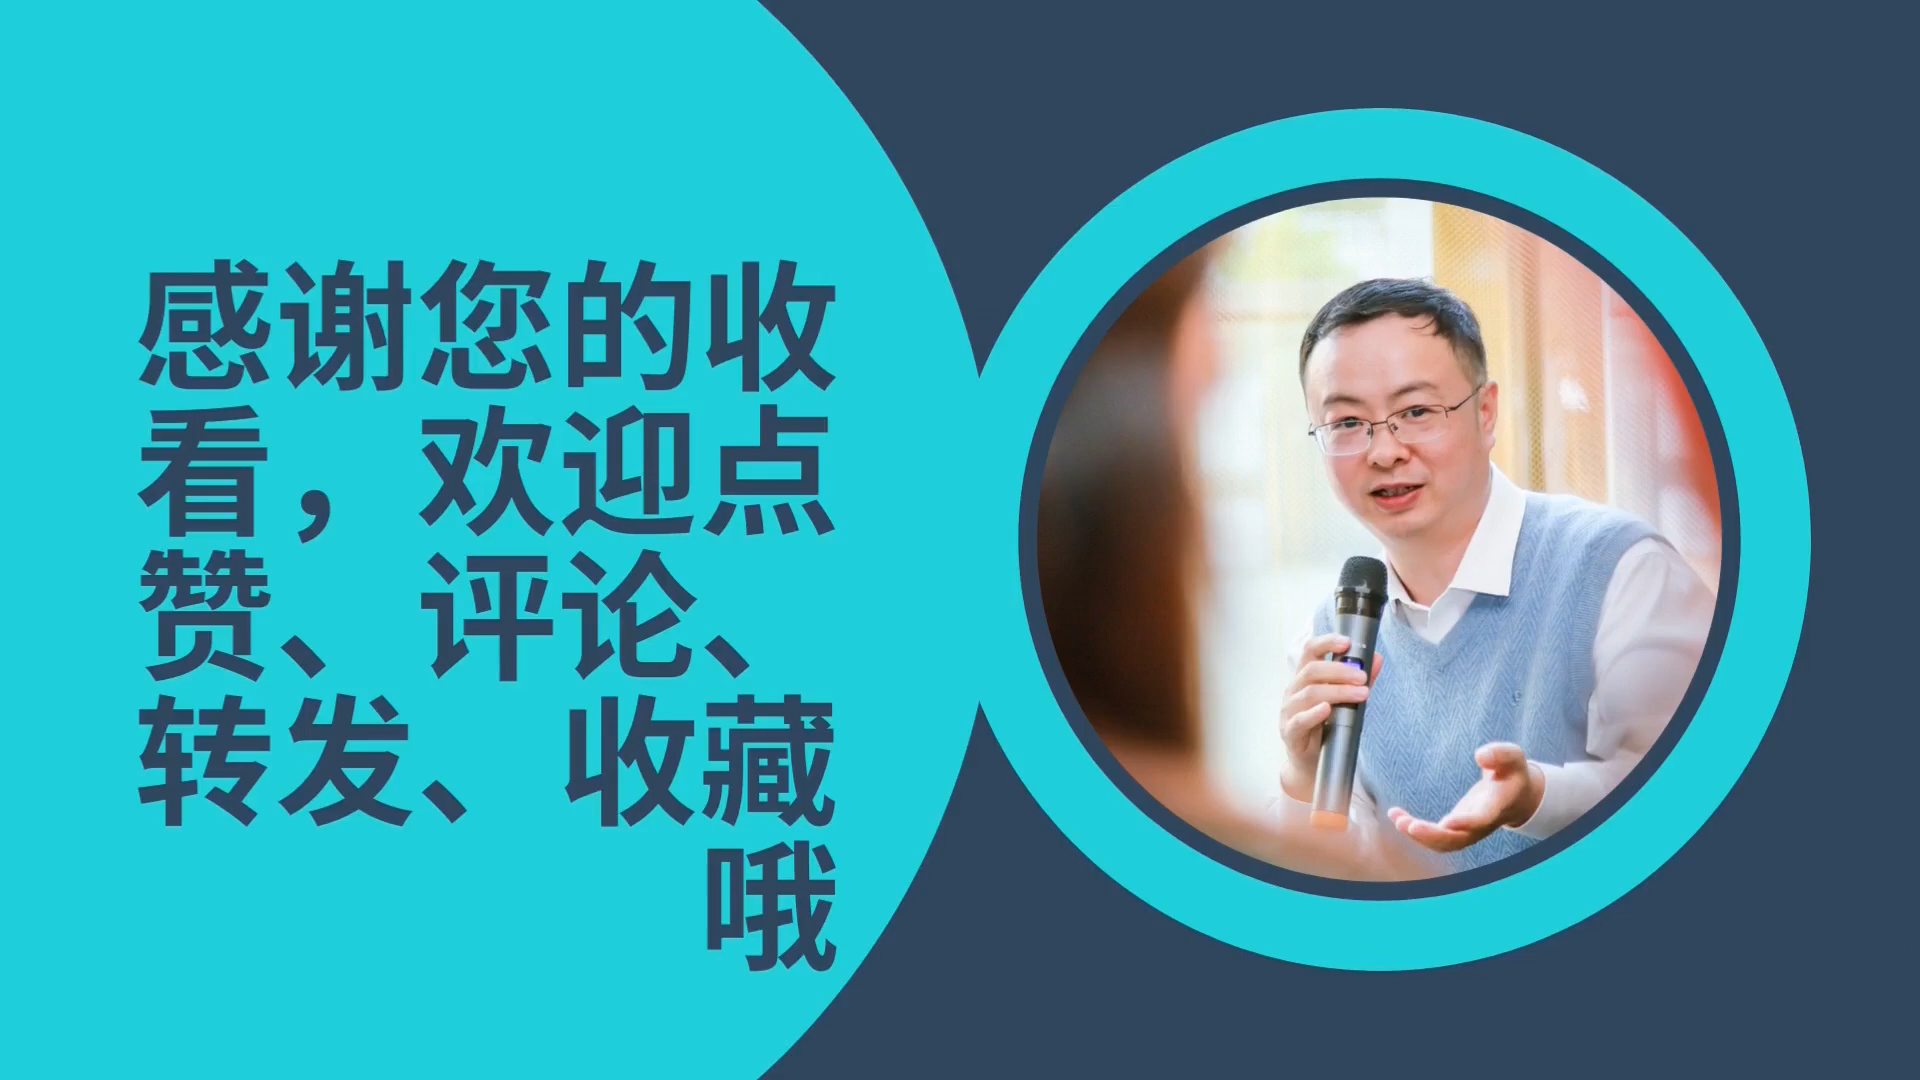 感谢您的收
看，欢迎点
赞、评论、
转发、收藏
哦